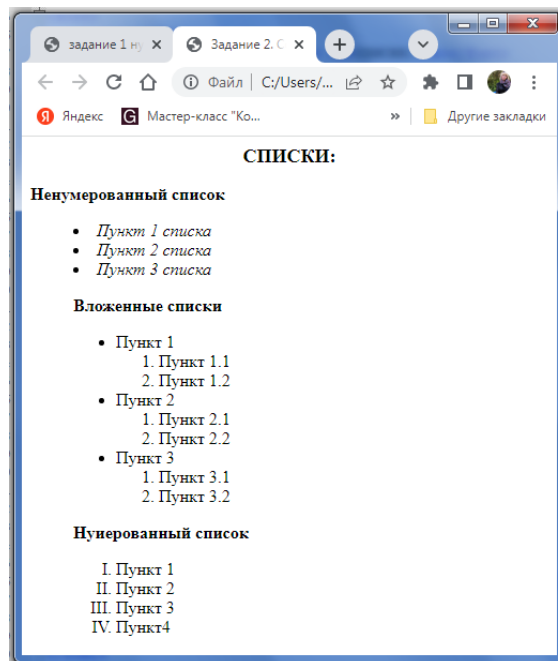 задание 1 ну
Задание 2. С
Файл | C:/Users/...
Яндекс
Мастер-класс "Ко...
»
Другие закладки
СПИСКИ:
Ненумерованный список
• Пункт 1 списка
• Пункт 2 списка
• Пункт 3 списка
Вложенные списки
• Пункт 1
1. Пункт 1.1
2. Пункт 1.2
• Пункт 2
1. Пункт 2.1
2. Пункт 2.2
• Пункт 3
1. Пункт 3.1
2. Пункт 3.2
Нуиерованный список
I. Пункт 1
II. Пункт 2
III. Пункт 3
IV. Пункт4